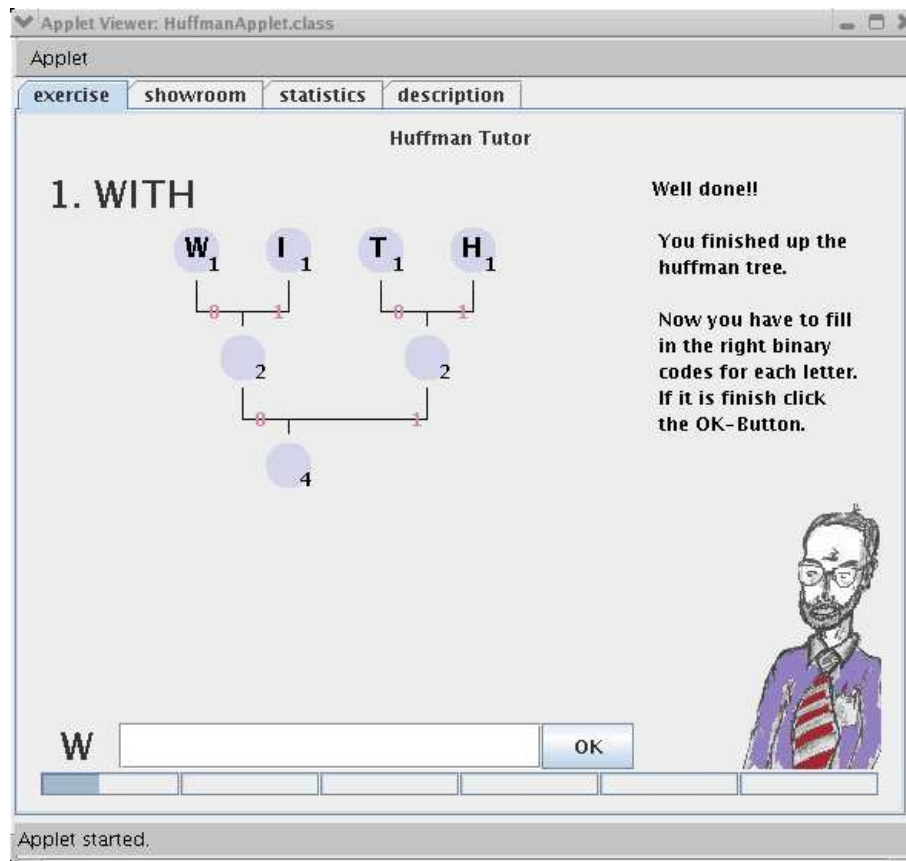 Applet Viewer: HuffmanApplet.class
Applet
exercise showroom statistics description
Huffman Tutor
1. WITH
Well done!!
You finished up the
huffman tree.
Now you have to fill
in the right binary
codes for each letter.
If it is finish click
the OK-Button.
W1 I1 T1 H1
0 1 0 1
2 2
0 1
4
W OK
Applet started.